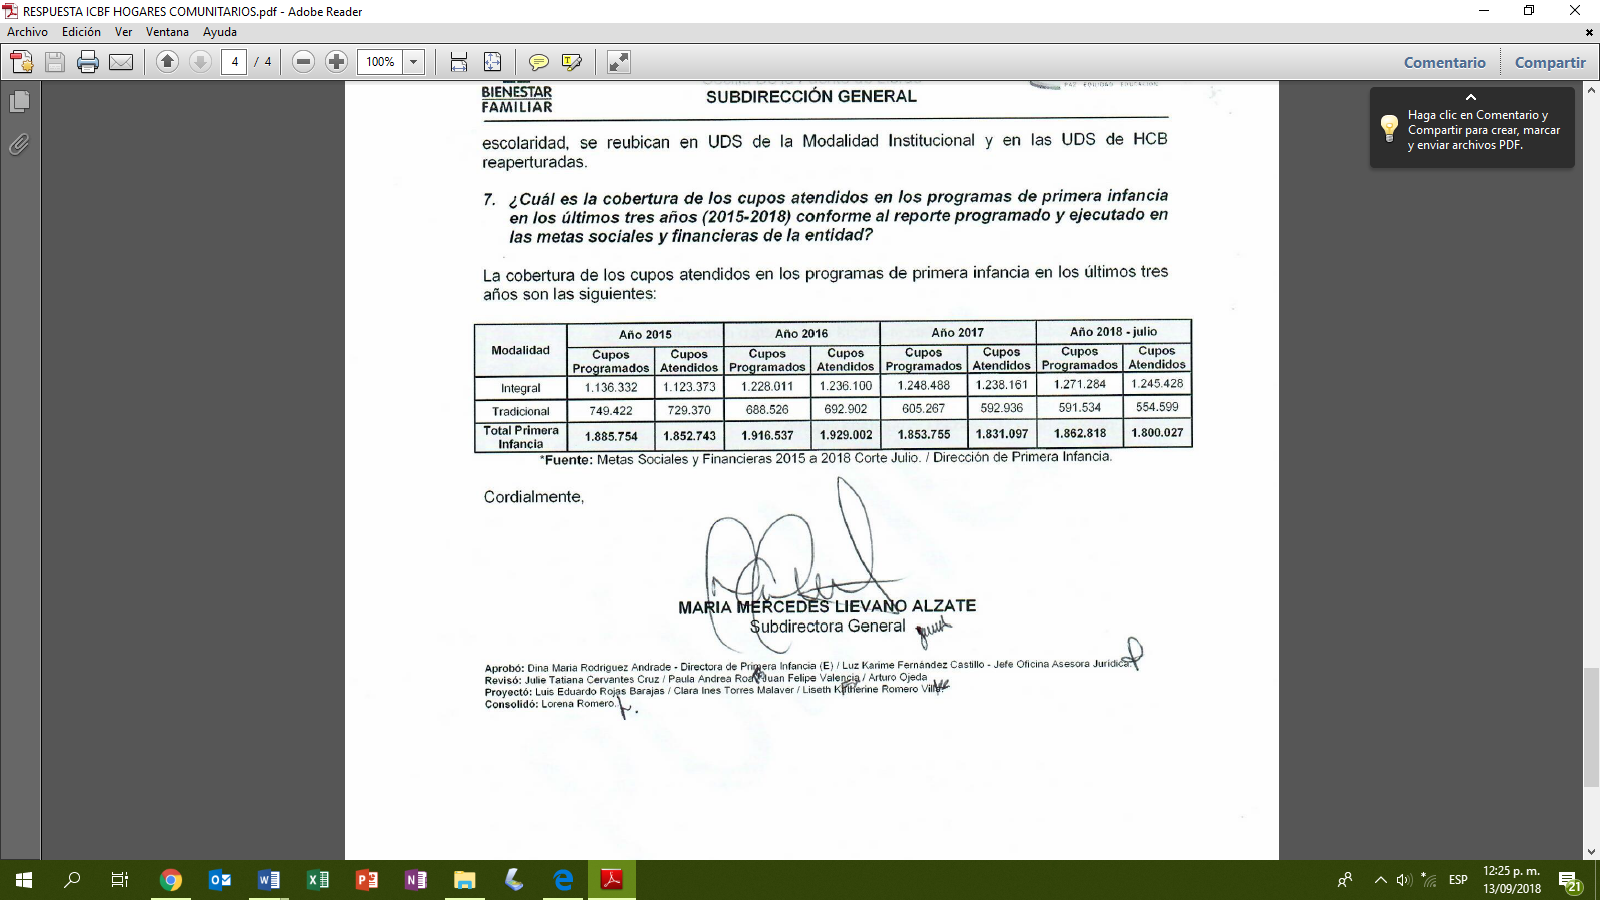 RESPUESTA ICBF HOGARES COMUNITARIOS.pdf - Adobe Reader
Archivo Edición Ver Ventana Ayuda
4 / 4 100% Comentario Compartir
Haga clic en Comentario y
Compartir para crear, marcar
y enviar archivos PDF.
BIENESTAR
FAMILIAR
SUBDIRECCIÓN GENERAL
escolaridad, se reubican en UDS de la Modalidad Institucional y en las UDS de HCB
reaperturadas.
7. ¿Cuál es la cobertura de los cupos atendidos en los programas de primera infancia
en los últimos tres años (2015-2018) conforme al reporte programado y ejecutado en
las metas sociales y financieras de la entidad?
La cobertura de los cupos atendidos en los programas de primera infancia en los últimos tres
años son las siguientes:
Modalidad Año 2015 Año 2016 Año 2017 Año 2018 - julio
Cupos Programados Cupos Atendidos Cupos Programados Cupos Atendidos Cupos Programados Cupos Atendidos Cupos Programados Cupos Atendidos
Integral 1.136.332 1.123.373 1.228.011 1.236.100 1.248.488 1.238.161 1.271.284 1.245.428
Tradicional 749.422 729.370 688.526 692.902 605.267 592.936 591.534 554.599
Total Primera Infancia 1.885.754 1.852.743 1.916.537 1.929.002 1.853.755 1.831.097 1.862.818 1.800.027
*Fuente: Metas Sociales y Financieras 2015 a 2018 Corte Julio. / Dirección de Primera Infancia.
Cordialmente,
MARIA MERCEDES LIEVANO ALZATE
Subdirectora General
Aprobó: Dina Maria Rodriguez Andrade - Directora de Primera Infancia (E) / Luz Karime Fernández Castillo - Jefe Oficina Asesora Jurídica.
Revisó: Julie Tatiana Cervantes Cruz / Paula Andrea Roa / Juan Felipe Valencia / Arturo Ojeda
Proyectó: Luis Eduardo Rojas Barajas / Clara Ines Torres Malaver / Liseth Katherine Romero Villa
Consolidó: Lorena Romero.
ESP
12:25 p. m.
13/09/2018
21